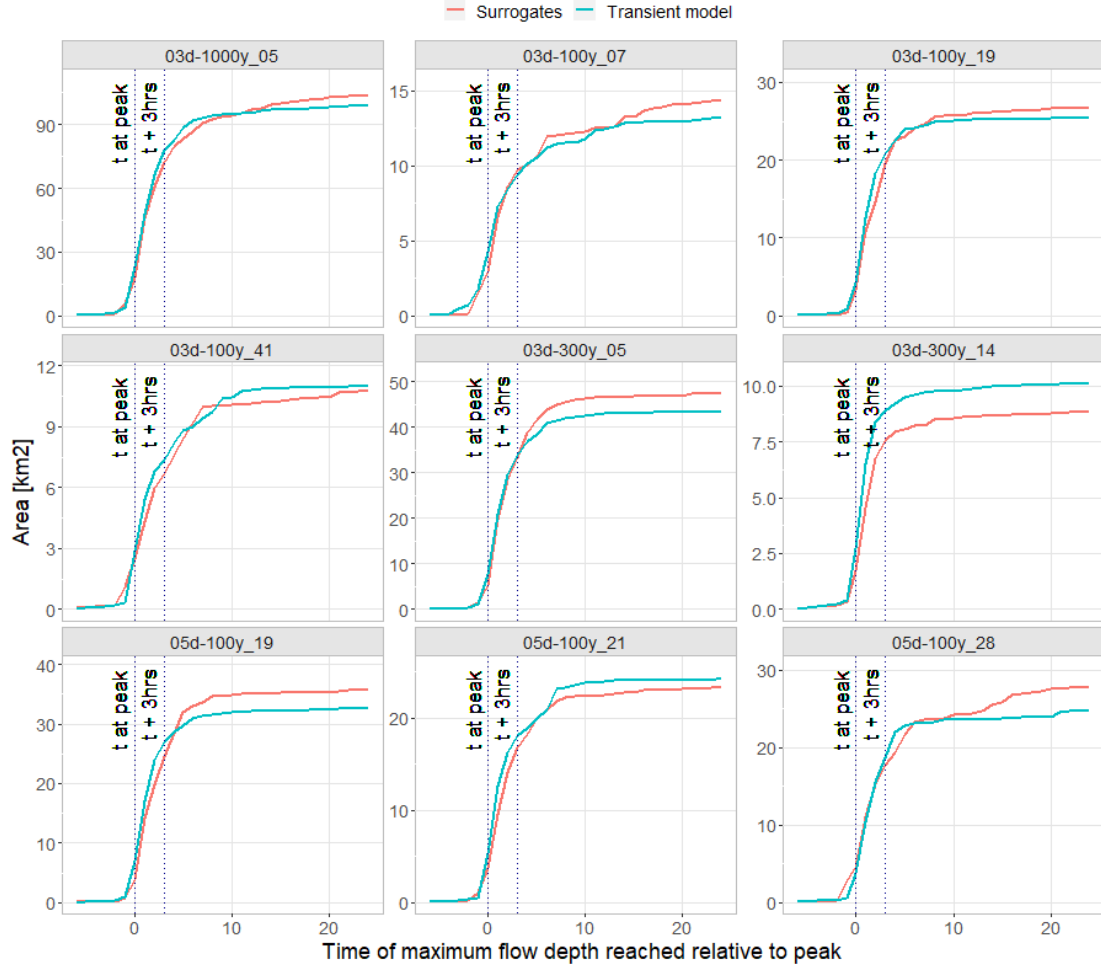 Surrogates Transient model
03d-1000y_05 03d-100y_07 03d-100y_19
t at peak t + 3hrs t at peak t + 3hrs t at peak t + 3hrs
90 15 30
60 10 20
30 5 10
0 0 0
03d-100y_41 03d-300y_05 03d-300y_14
t at peak t + 3hrs t at peak t + 3hrs t at peak t + 3hrs
12 50 10.0
9 40 7.5
6 30 5.0
3 20 2.5
0 10 0.0
0
Area [km2]
05d-100y_19 05d-100y_21 05d-100y_28
t at peak t + 3hrs t at peak t + 3hrs t at peak t + 3hrs
40 20 30
30 10 20
20 0 10
10 0
0
0 10 20 0 10 20 0 10 20
Time of maximum flow depth reached relative to peak